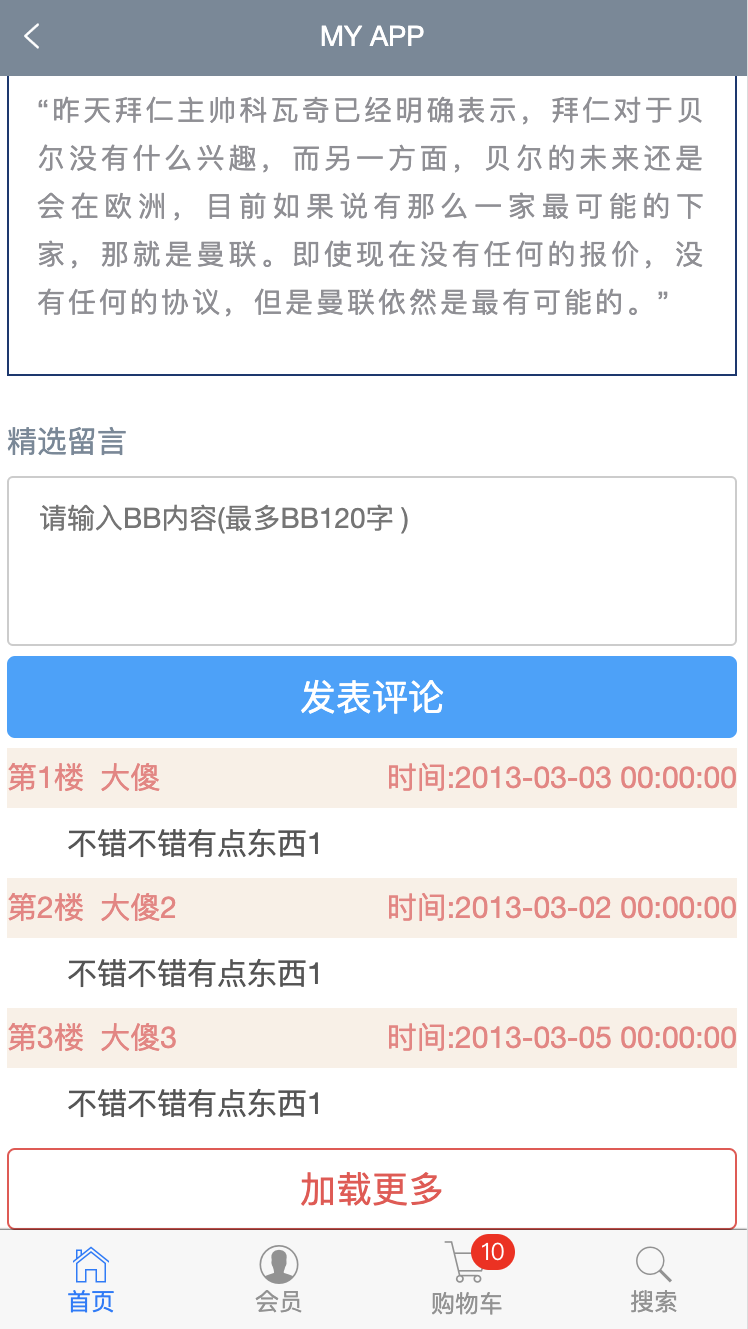 MY APP
“昨天拜仁主帅科瓦奇已经明确表示，拜仁对于贝
尔没有什么兴趣，而另一方面，贝尔的未来还是
会在欧洲，目前如果说有那么一家最可能的下
家，那就是曼联。即使现在没有任何的报价，没
有任何的协议，但是曼联依然是最有可能的。”
精选留言
请输入BB内容(最多BB120字 )
发表评论
第1楼 大傻 时间:2013-03-03 00:00:00
不错不错有点东西1
第2楼 大傻2 时间:2013-03-02 00:00:00
不错不错有点东西1
第3楼 大傻3 时间:2013-03-05 00:00:00
不错不错有点东西1
加载更多
10
首页 会员 购物车 搜索